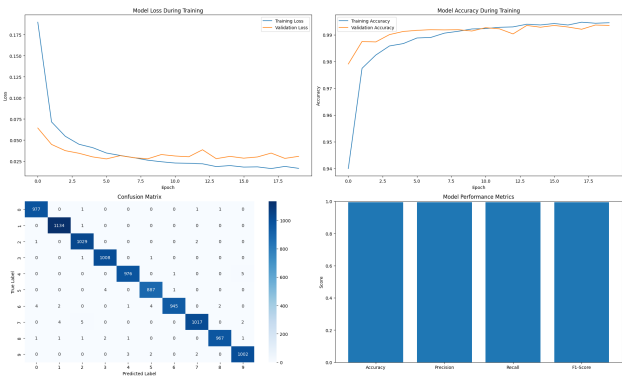 Model Loss During Training
Training Loss
Validation Loss
0.175
0.150
0.125
0.100
0.075
0.050
0.025
Loss
0.0 2.5 5.0 7.5 10.0 12.5 15.0 17.5
Epoch
Model Accuracy During Training
Training Accuracy
Validation Accuracy
0.99
0.98
0.97
0.96
0.95
0.94
Accuracy
0.0 2.5 5.0 7.5 10.0 12.5 15.0 17.5
Epoch
Confusion Matrix
977 0 1 0 0 0 0 1 1 0
0 1134 1 0 0 0 0 0 0 0
1 0 1029 0 0 0 0 2 0 0
0 0 1 1008 0 1 0 0 0 0
0 0 0 0 976 0 1 0 0 5
0 0 0 4 0 887 1 0 0 0
4 2 0 0 1 4 945 0 2 0
0 4 5 0 0 0 0 1017 0 2
1 1 1 2 1 0 0 0 967 1
0 0 0 0 3 2 0 2 0 1002
0 1 2 3 4 5 6 7 8 9
True Label
Predicted Label
1000
800
600
400
200
0
Model Performance Metrics
1.0
0.8
0.6
0.4
0.2
0.0
Score
Accuracy Precision Recall F1-Score